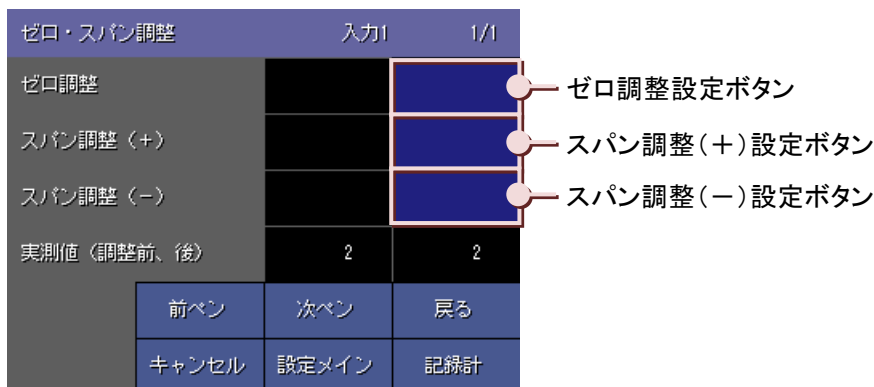 ゼロ・スパン調整 入力1 1/1
ゼロ調整
ゼロ調整設定ボタン
スパン調整（+）
スパン調整（＋）設定ボタン
スパン調整（-）
スパン調整（－）設定ボタン
実測値（調整前、後） 2 2
前ペン 次ペン 戻る
キャンセル 設定メイン 記録計